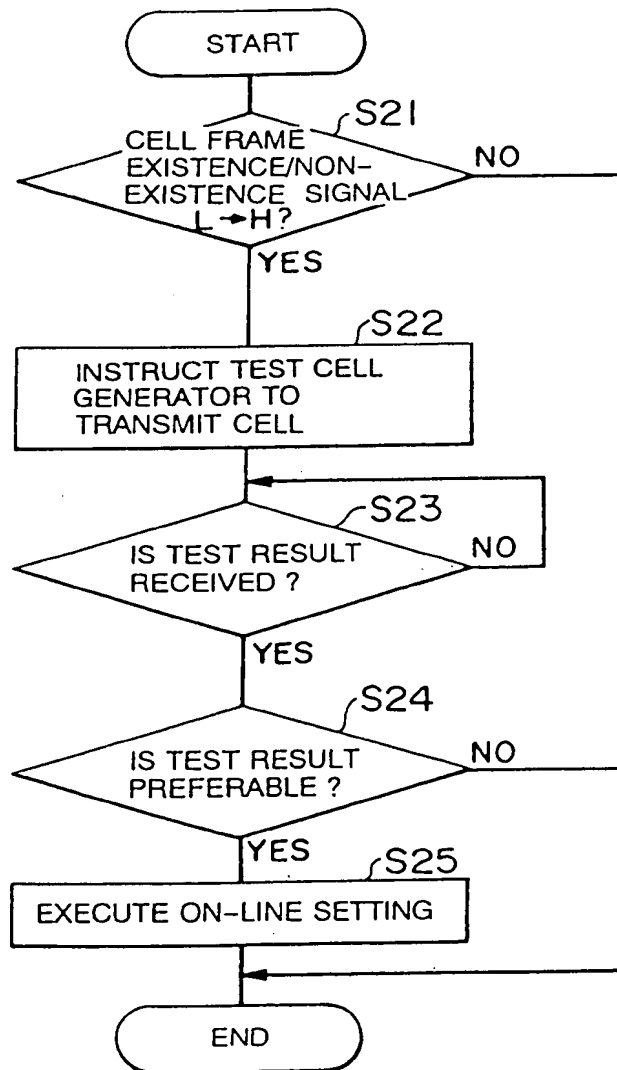 START
S21
CELL FRAME
EXISTENCE/NON-
EXISTENCE SIGNAL
L→H?
NO
YES
S22
INSTRUCT TEST CELL
GENERATOR TO
TRANSMIT CELL
S23
IS TEST RESULT
RECEIVED ?
NO
YES
S24
IS TEST RESULT
PREFERABLE ?
NO
YES
S25
EXECUTE ON-LINE SETTING
END